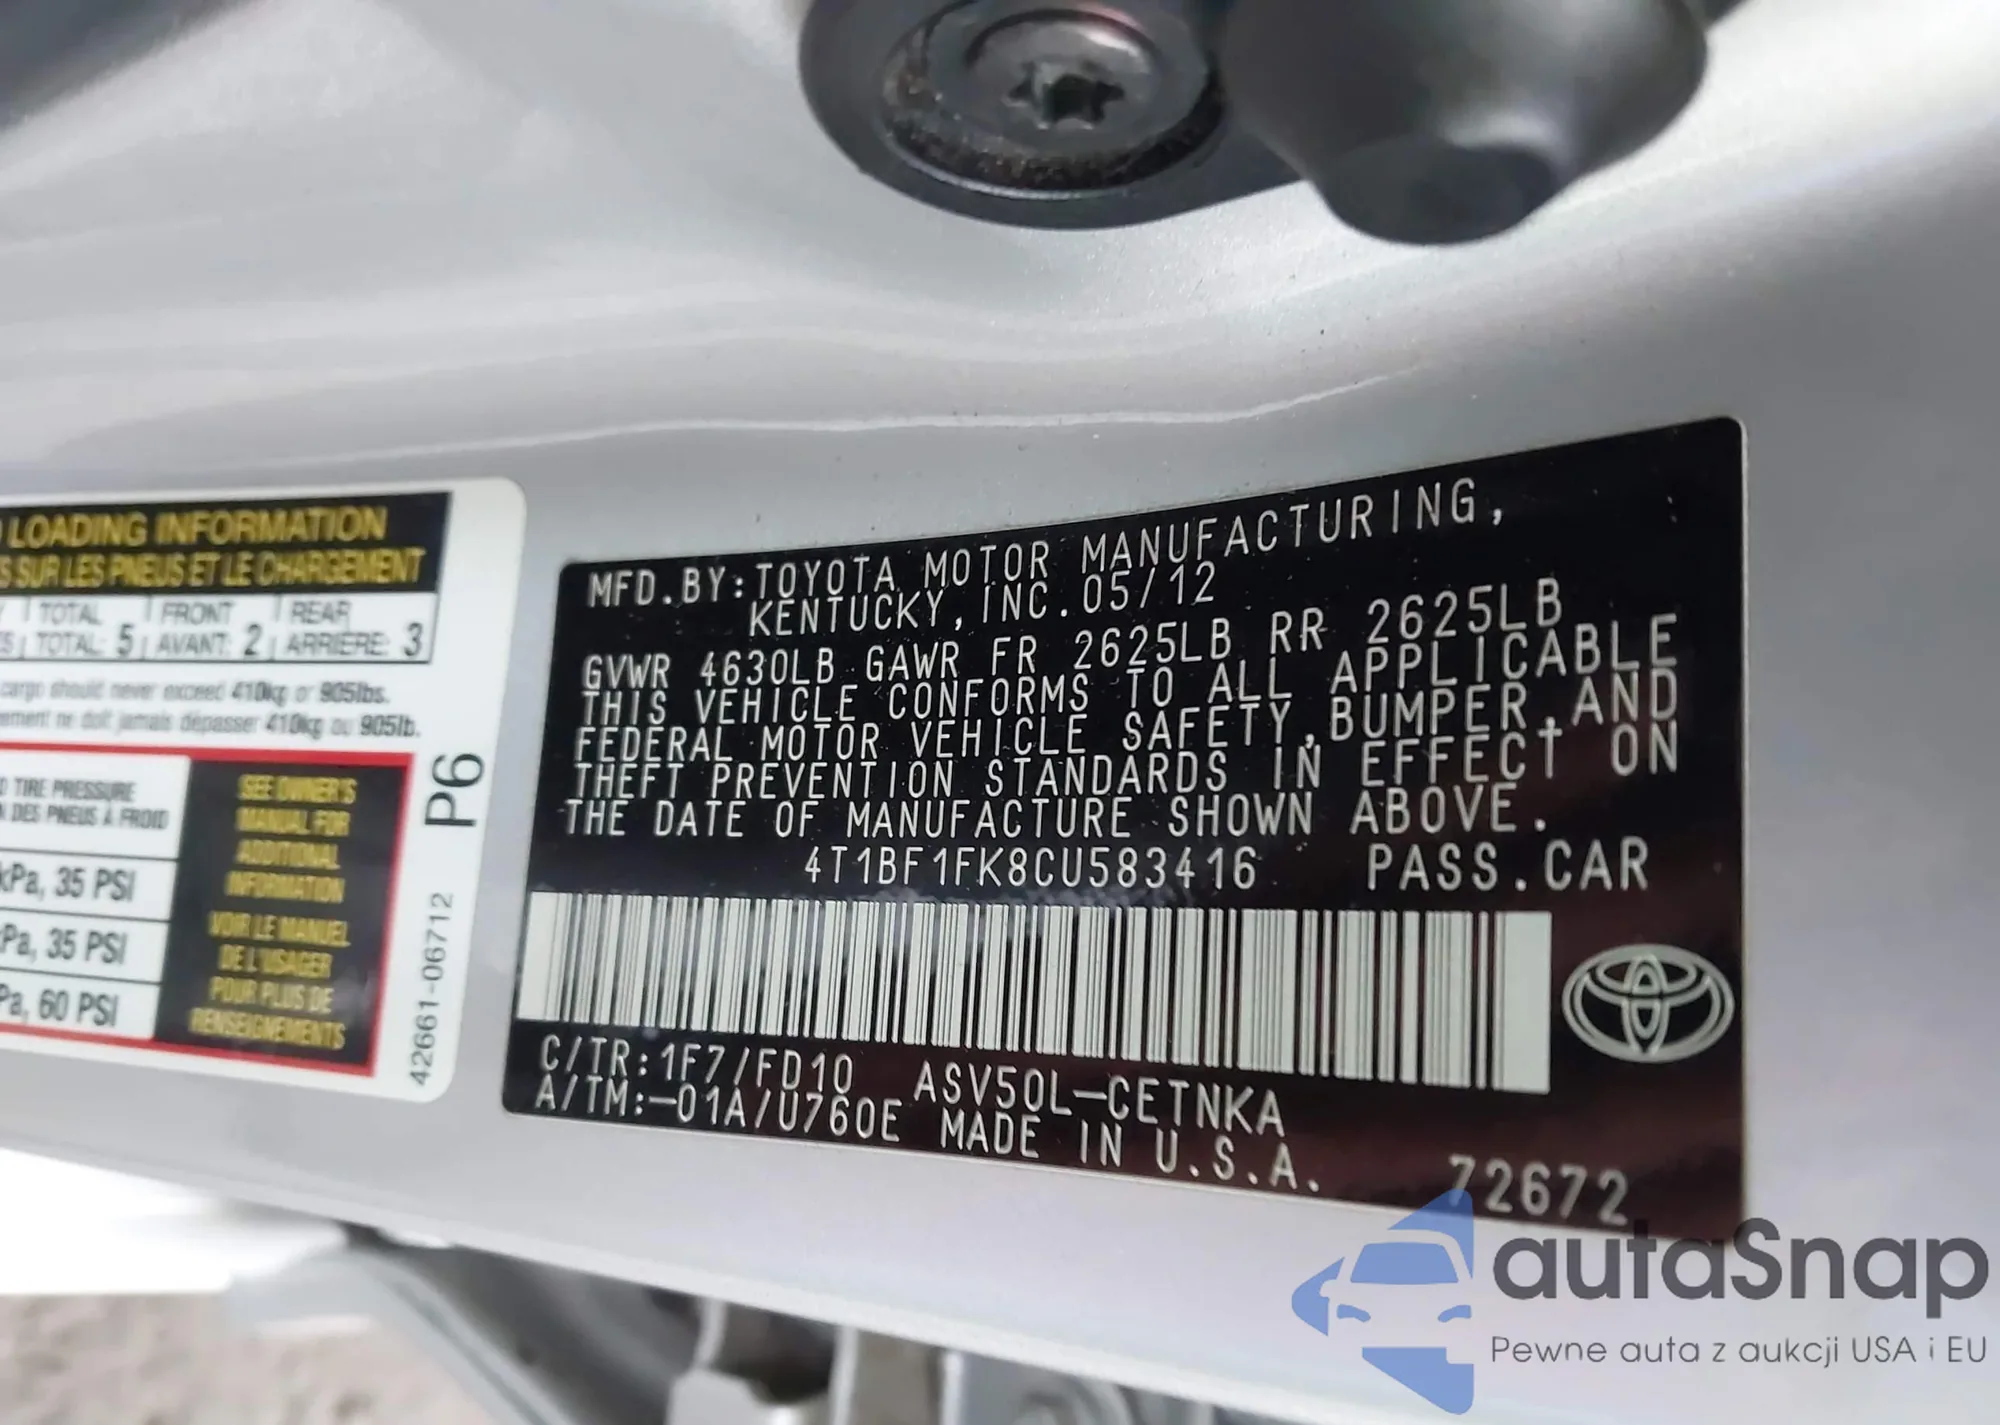 LOADING INFORMATION
SUR LES PNEUS ET LE CHARGEMENT
TOTAL FRONT REAR
TOTAL: 5 AVANT: 2 ARRIÈRE: 3
cargo should never exceed 410kg or 905lbs.
ne doit jamais dépasser 410kg ou 905lb.
TIRE PRESSURE
DES PNEUS À FROID
kPa, 35 PSI
kPa, 35 PSI
kPa, 60 PSI
SEE OWNER'S
MANUAL FOR
ADDITIONAL
INFORMATION
VOIR LE MANUEL
DE L'USAGER
POUR PLUS DE
RENSEIGNEMENTS
P6
42661-06712
MFD.BY:TOYOTA MOTOR MANUFACTURING,
KENTUCKY,INC.05/12
GVWR 4630LB GAWR FR 2625LB RR 2625LB
THIS VEHICLE CONFORMS TO ALL APPLICABLE
FEDERAL MOTOR VEHICLE SAFETY,BUMPER,AND
THEFT PREVENTION STANDARDS IN EFFECT ON
THE DATE OF MANUFACTURE SHOWN ABOVE.
4T1BF1FK8CU583416 PASS.CAR
C/TR:1F7/FD10 ASV50L-CETNKA
A/TM:-01A/U760E MADE IN U.S.A.
72672
autaSnap
Pewne auta z aukcji USA i EU